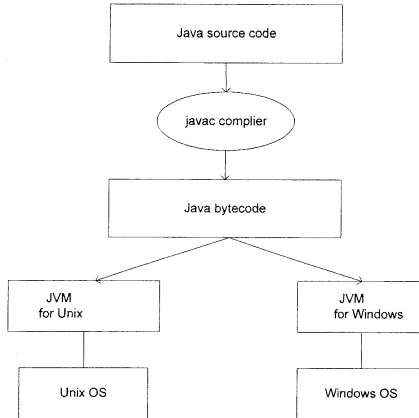 Java source code
javac complier
Java bytecode
JVM
for Unix
JVM
for Windows
Unix OS
Windows OS